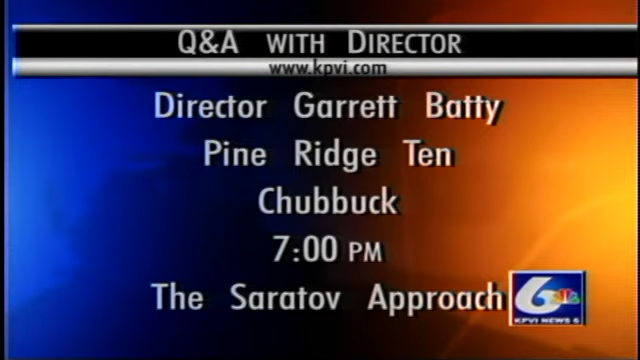 Q&A WITH DIRECTOR
www.kpvi.com
Director Garrett Batty
Pine Ridge Ten
Chubbuck
7:00 PM
The Saratov Approach
6
KPVI NEWS 6